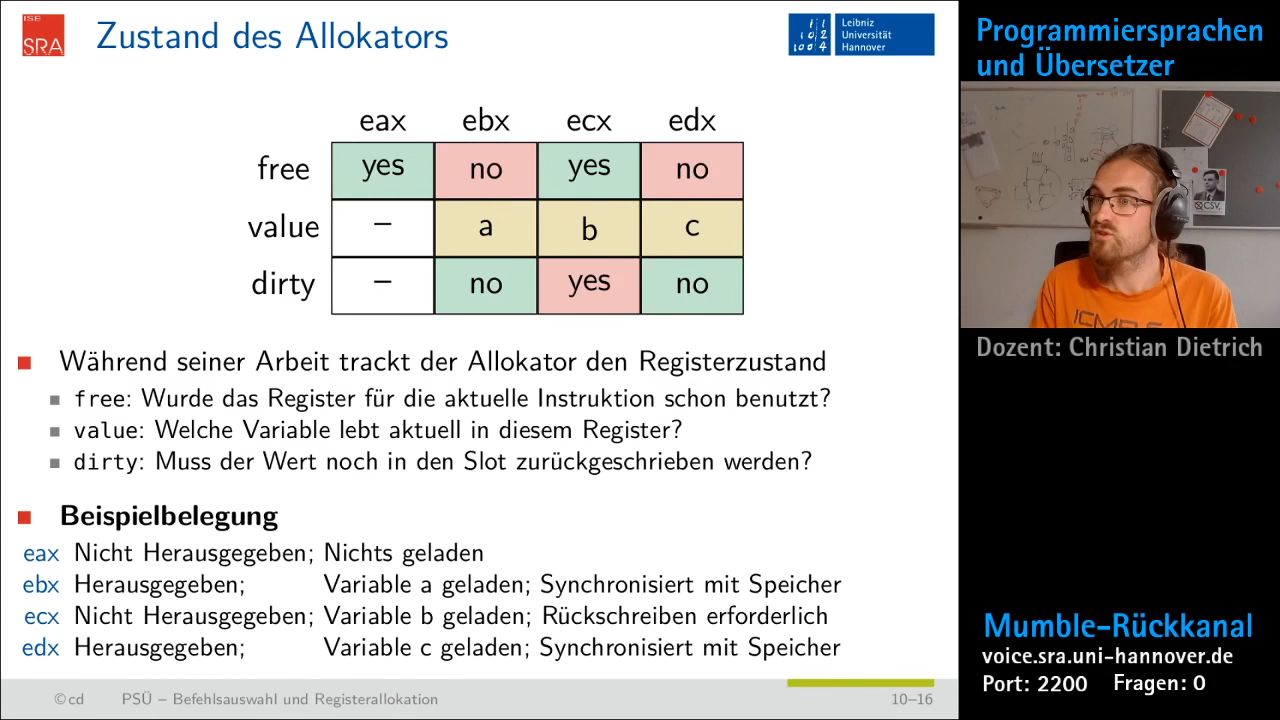 ISE
SRA
Zustand des Allokators
Leibniz
Universität
Hannover
eax ebx ecx edx
free yes no yes no
value – a b c
dirty – no yes no
Während seiner Arbeit trackt der Allokator den Registerzustand
free: Wurde das Register für die aktuelle Instruktion schon benutzt?
value: Welche Variable lebt aktuell in diesem Register?
dirty: Muss der Wert noch in den Slot zurückgeschrieben werden?
Beispielbelegung
eax Nicht Herausgegeben; Nichts geladen
ebx Herausgegeben; Variable a geladen; Synchronisiert mit Speicher
ecx Nicht Herausgegeben; Variable b geladen; Rückschreiben erforderlich
edx Herausgegeben; Variable c geladen; Synchronisiert mit Speicher
©cd PSÜ – Befehlsauswahl und Registerallokation 10–16
Programmiersprachen
und Übersetzer
CSV
Dozent: Christian Dietrich
Mumble-Rückkanal
voice.sra.uni-hannover.de
Port: 2200 Fragen: 0